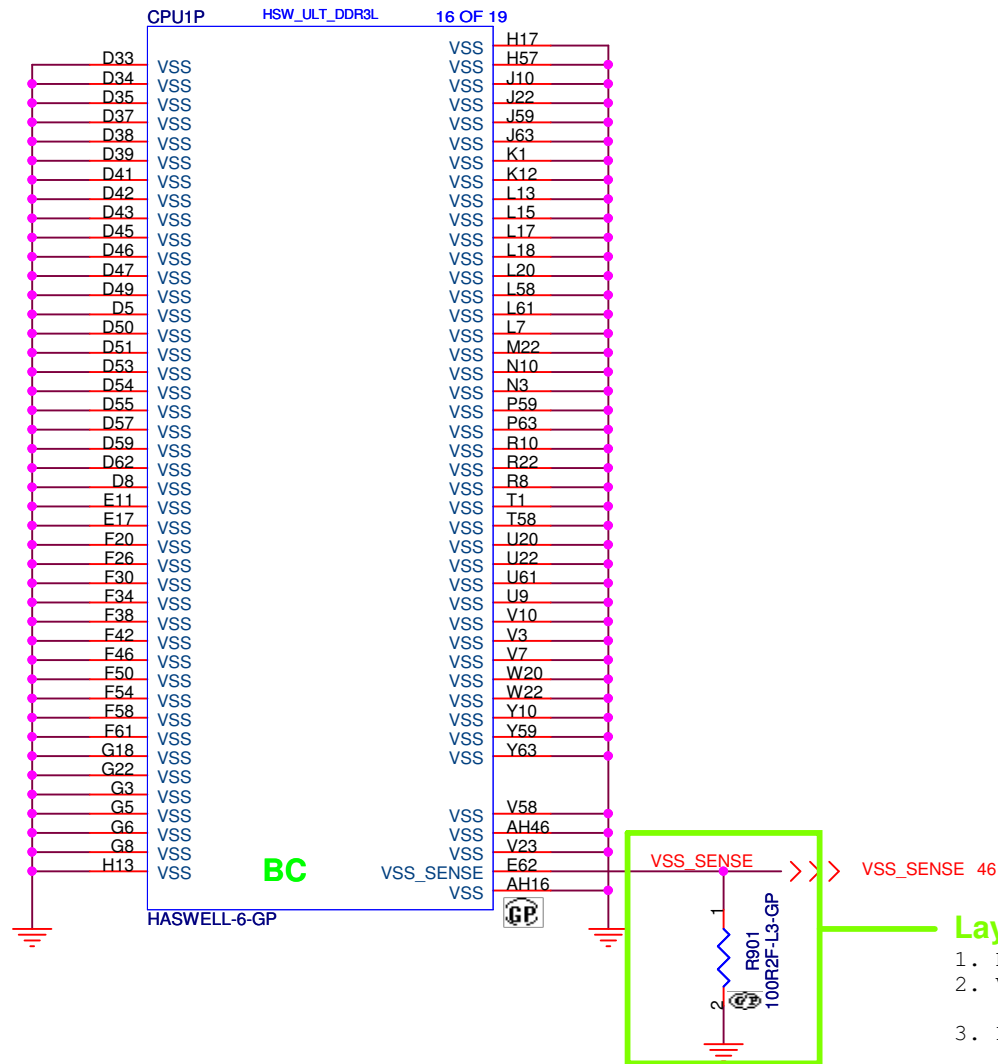 CPU1P HSW_ULT_DDR3L 16 OF 19
D33 VSS
D34 VSS
D35 VSS
D37 VSS
D38 VSS
D39 VSS
D41 VSS
D42 VSS
D43 VSS
D45 VSS
D46 VSS
D47 VSS
D49 VSS
D5 VSS
D50 VSS
D51 VSS
D53 VSS
D54 VSS
D55 VSS
D57 VSS
D59 VSS
D62 VSS
D8 VSS
E11 VSS
E17 VSS
F20 VSS
F26 VSS
F30 VSS
F34 VSS
F38 VSS
F42 VSS
F46 VSS
F50 VSS
F54 VSS
F58 VSS
F61 VSS
G18 VSS
G22 VSS
G3 VSS
G5 VSS
G6 VSS
G8 VSS
H13 VSS
VSS H17
VSS H57
VSS J10
VSS J22
VSS J59
VSS J63
VSS K1
VSS K12
VSS L13
VSS L15
VSS L17
VSS L18
VSS L20
VSS L58
VSS L61
VSS L7
VSS M22
VSS N10
VSS N3
VSS P59
VSS P63
VSS R10
VSS R22
VSS R8
VSS T1
VSS T58
VSS U20
VSS U22
VSS U61
VSS U9
VSS V10
VSS V3
VSS V7
VSS W20
VSS W22
VSS Y10
VSS Y59
VSS Y63
VSS V58
VSS AH46
VSS V23
VSS_SENSE E62
VSS AH16
BC
HASWELL-6-GP
GP
VSS_SENSE
VSS_SENSE 46
1
R901
100R2F-L3-GP
2
GP
Lay
1.
2.
3.